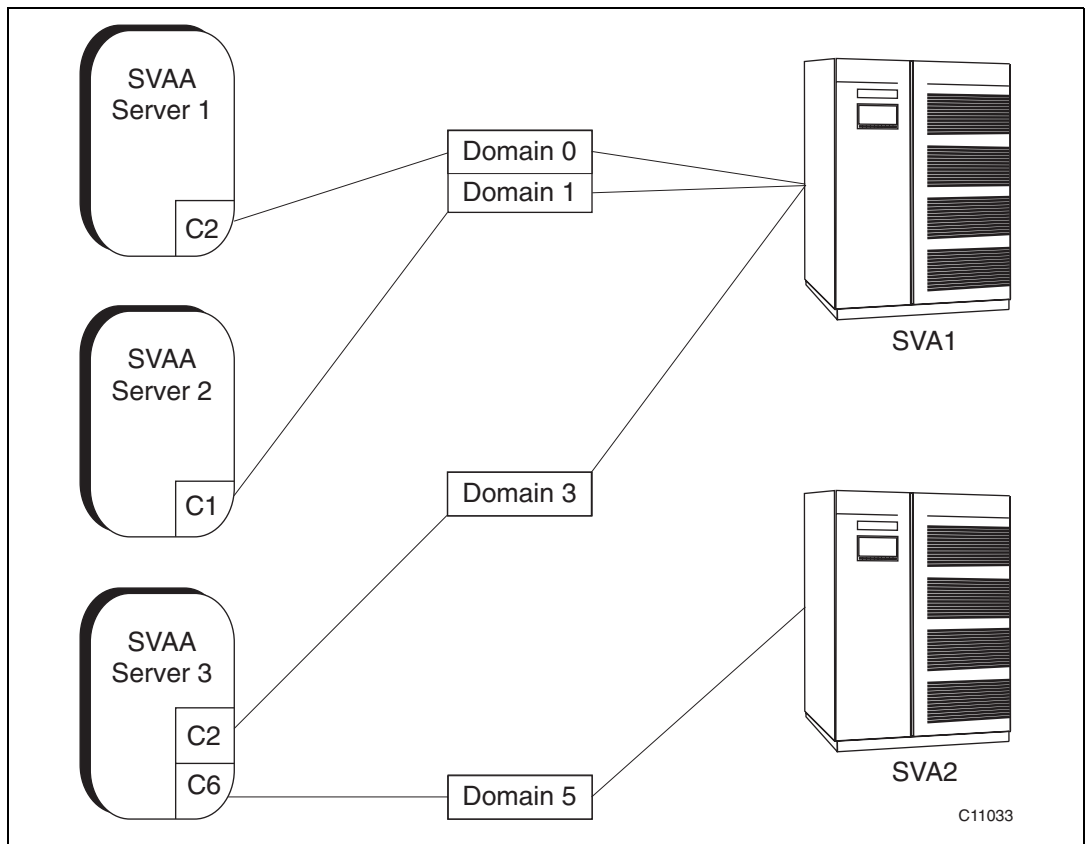 SVAA
Server 1
C2
Domain 0
Domain 1
SVA1
SVAA
Server 2
C1
Domain 3
SVAA
Server 3
C2
C6
Domain 5
SVA2
C11033